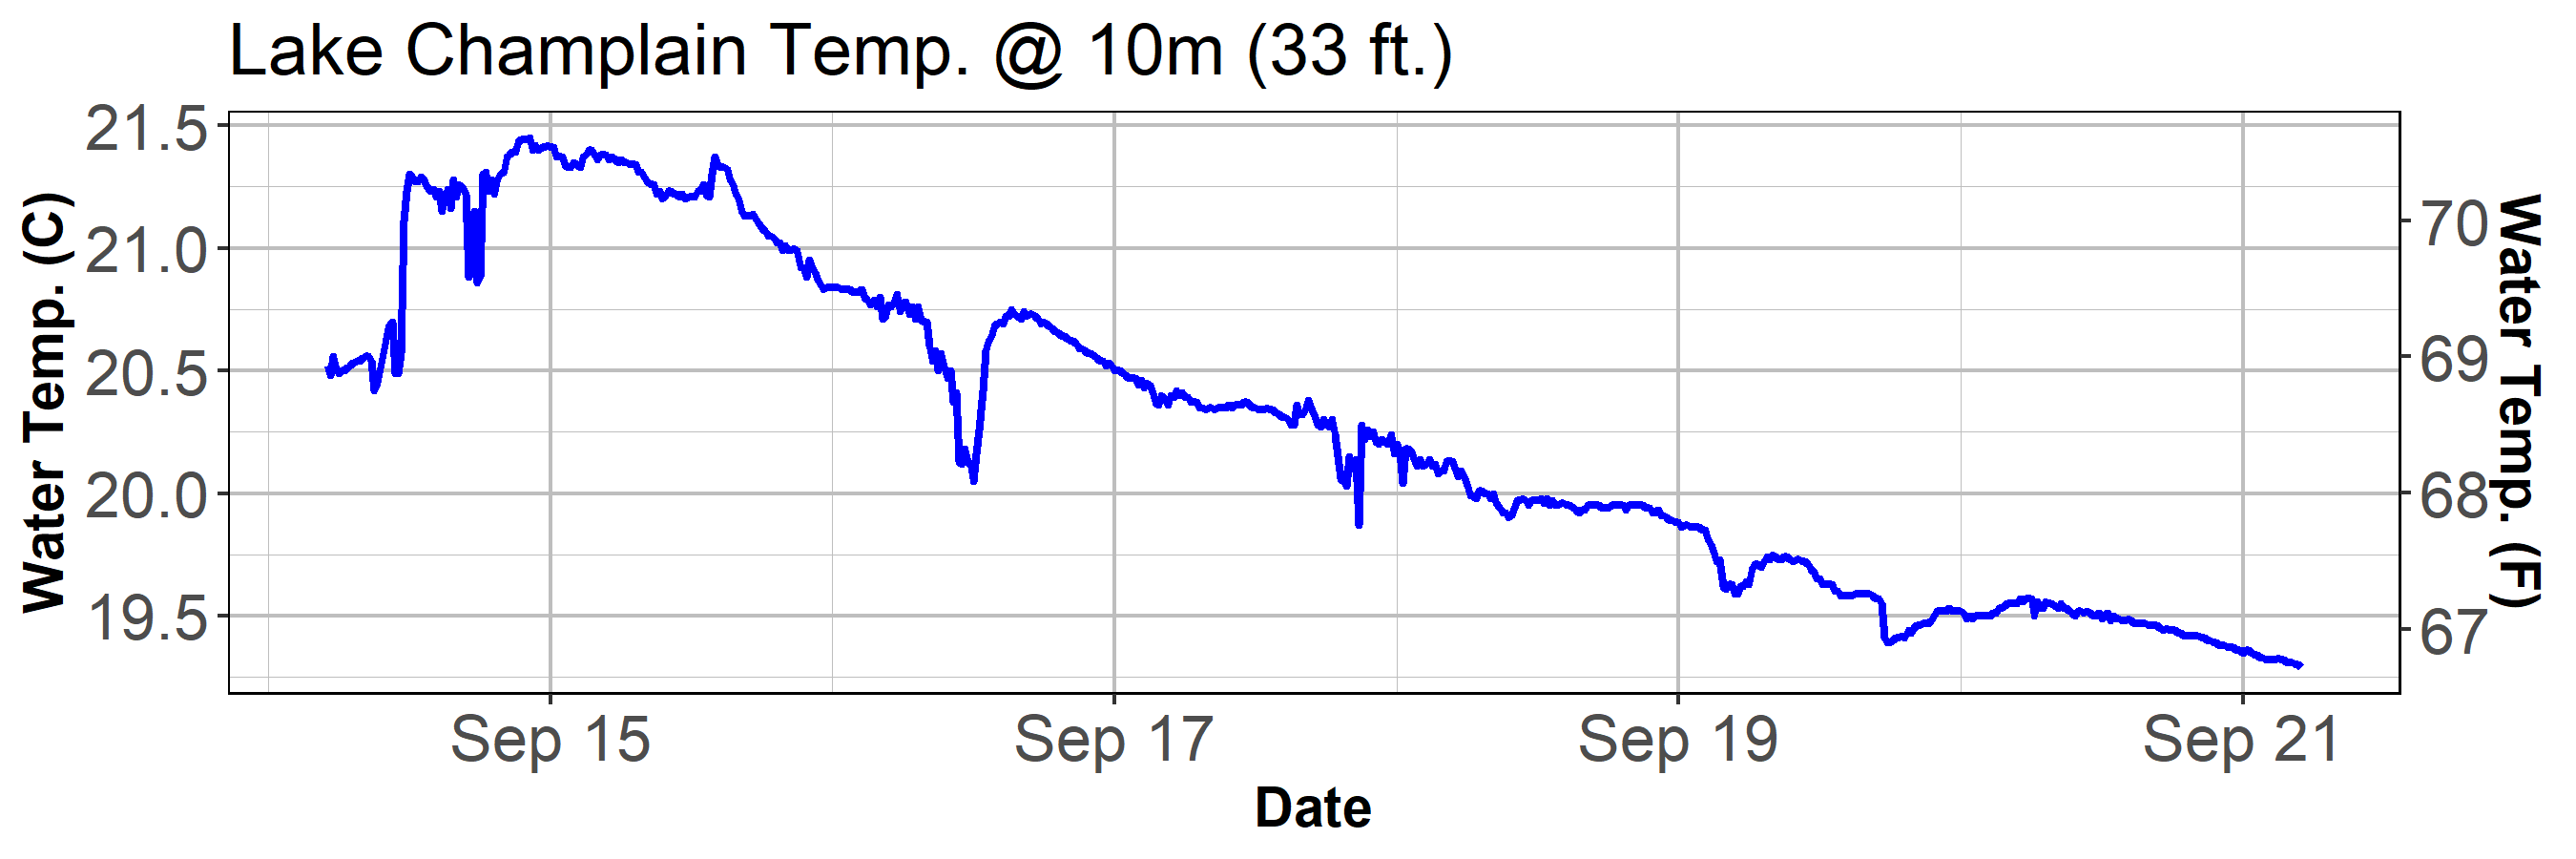 Lake Champlain Temp. @ 10m (33 ft.)
Water Temp. (C)
21.5
21.0
20.5
20.0
19.5
70
69
68
67
Water Temp. (F)
Sep 15 Sep 17 Sep 19 Sep 21
Date